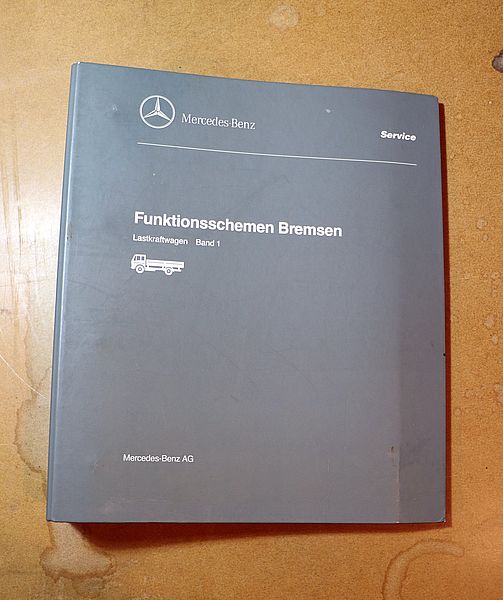 Mercedes-Benz
Service
Funktionsschemen Bremsen
Lastkraftwagen Band 1
Mercedes-Benz AG